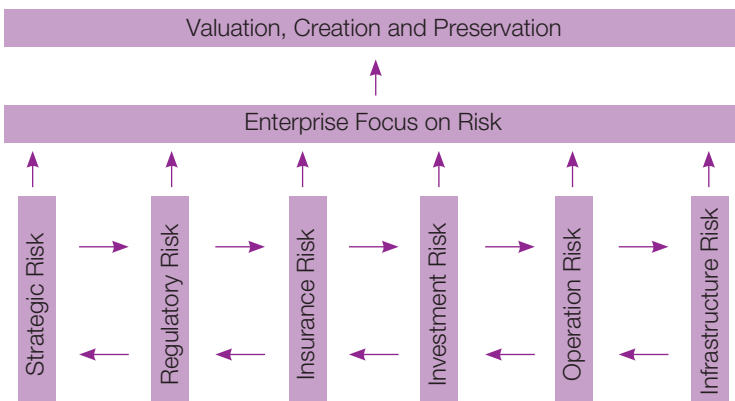 Valuation, Creation and Preservation
Enterprise Focus on Risk
Strategic Risk
Regulatory Risk
Insurance Risk
Investment Risk
Operation Risk
Infrastructure Risk